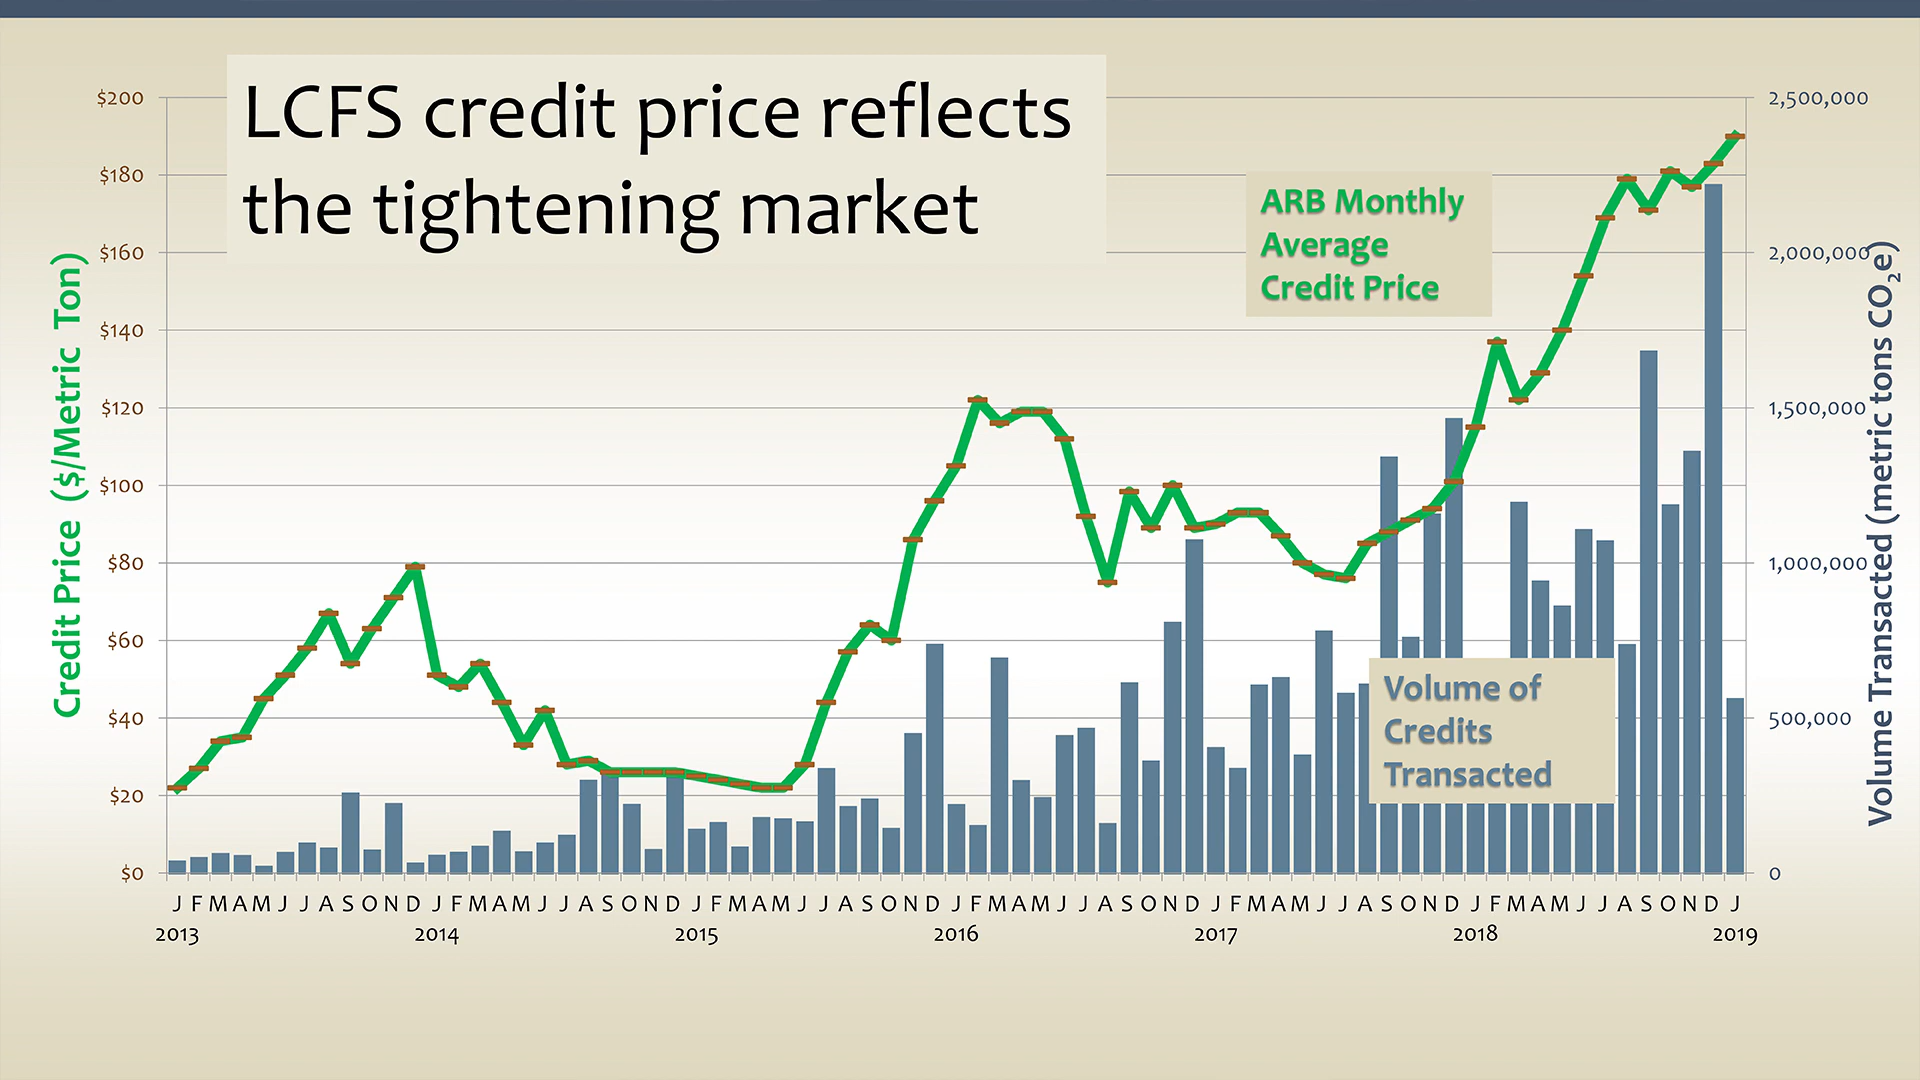 LCFS credit price reflects
the tightening market
ARB Monthly
Average
Credit Price
Volume of
Credits
Transacted
Credit Price ($/Metric Ton)
$200
$180
$160
$140
$120
$100
$80
$60
$40
$20
$0
2,500,000
2,000,000
1,500,000
1,000,000
500,000
0
Volume Transacted (metric tons CO₂e)
J F M A M J J A S O N D J F M A M J J A S O N D J F M A M J J A S O N D J F M A M J J A S O N D J F M A M J J A S O N D J F M A M J J A S O N D J
2013 2014 2015 2016 2017 2018 2019